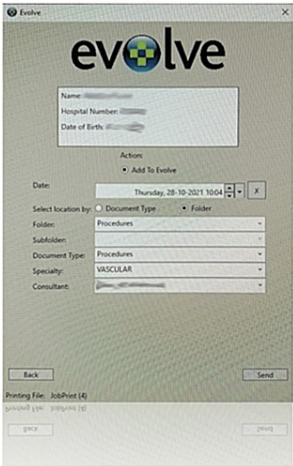 Evolve
evolve
Name:
Hospital Number:
Date of Birth:
Action:
Add To Evolve
Date: Thursday, 28-10-2021 10:04 x
Select location by: Document Type Folder
Folder: Procedures
Subfolder:
Document Type: Procedures
Specialty: VASCULAR
Consultant:
Back Send
Printing File: JobPrint (4)